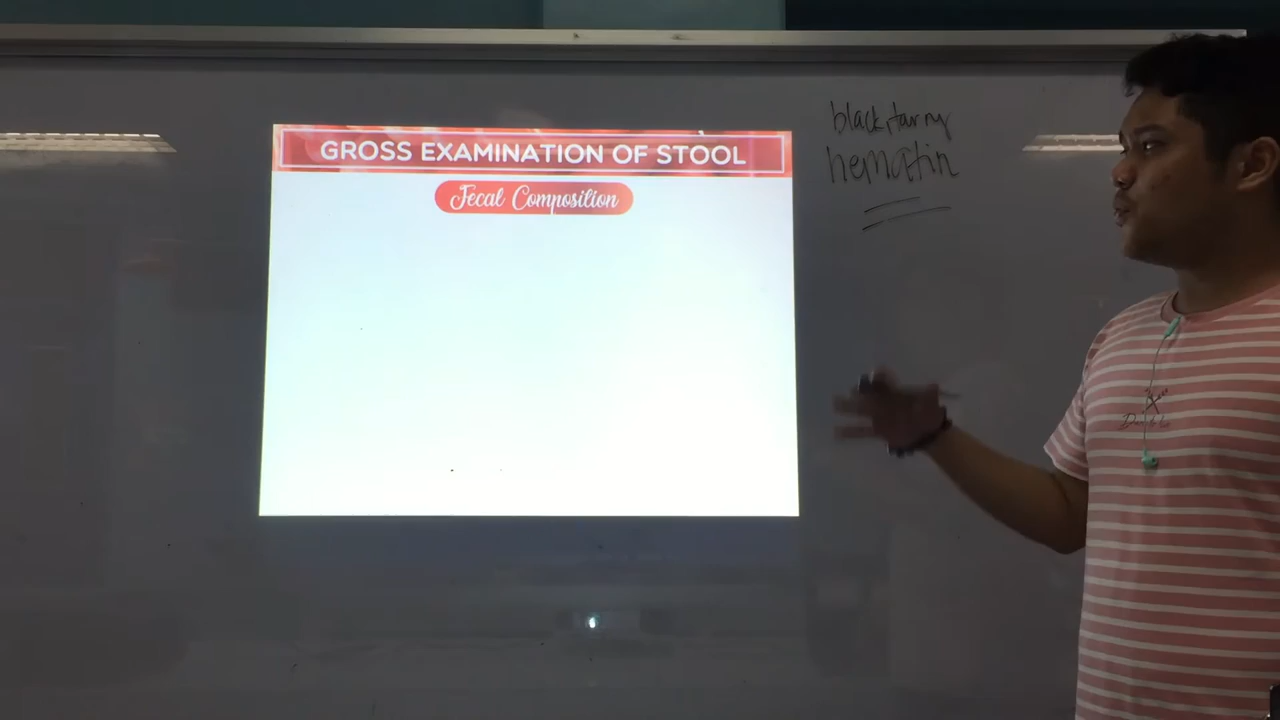 GROSS EXAMINATION OF STOOL
Fecal Composition
black, tarry
hematin